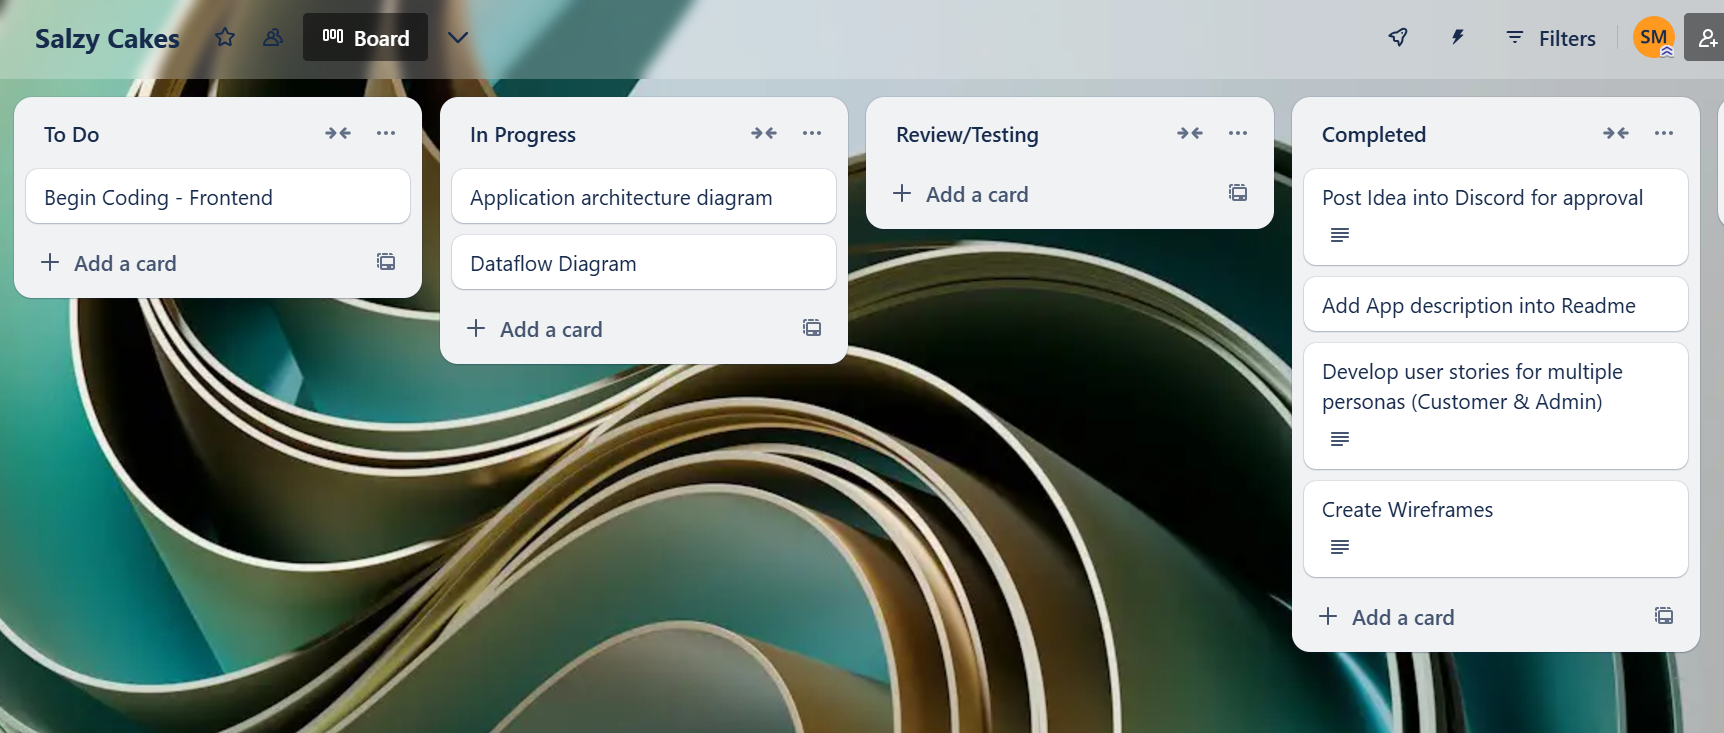 Salzy Cakes
Board
Filters
SM
To Do
Begin Coding - Frontend
Add a card
In Progress
Application architecture diagram
Dataflow Diagram
Add a card
Review/Testing
Add a card
Completed
Post Idea into Discord for approval
Add App description into Readme
Develop user stories for multiple
personas (Customer & Admin)
Create Wireframes
Add a card